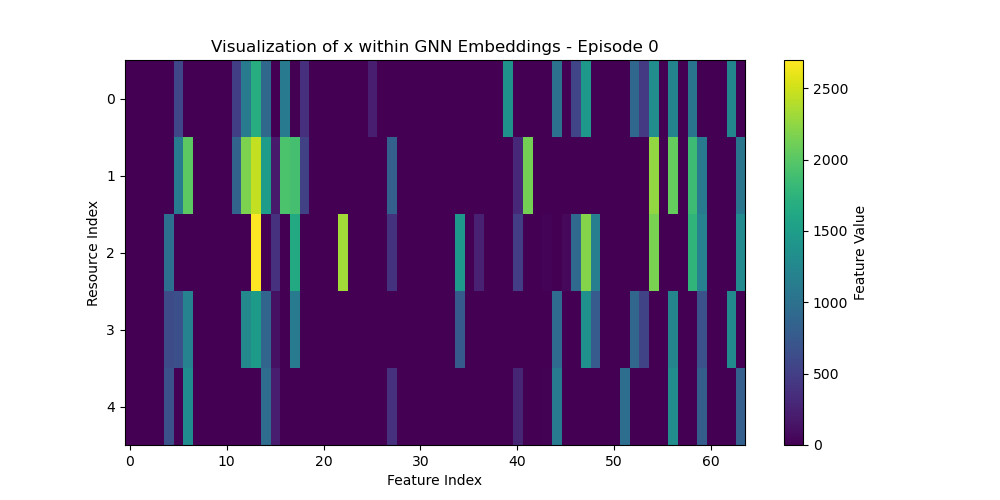 Visualization of x within GNN Embeddings - Episode 0
Resource Index
0
1
2
3
4
0 10 20 30 40 50 60
Feature Index
2500
2000
1500
1000
500
0
Feature Value